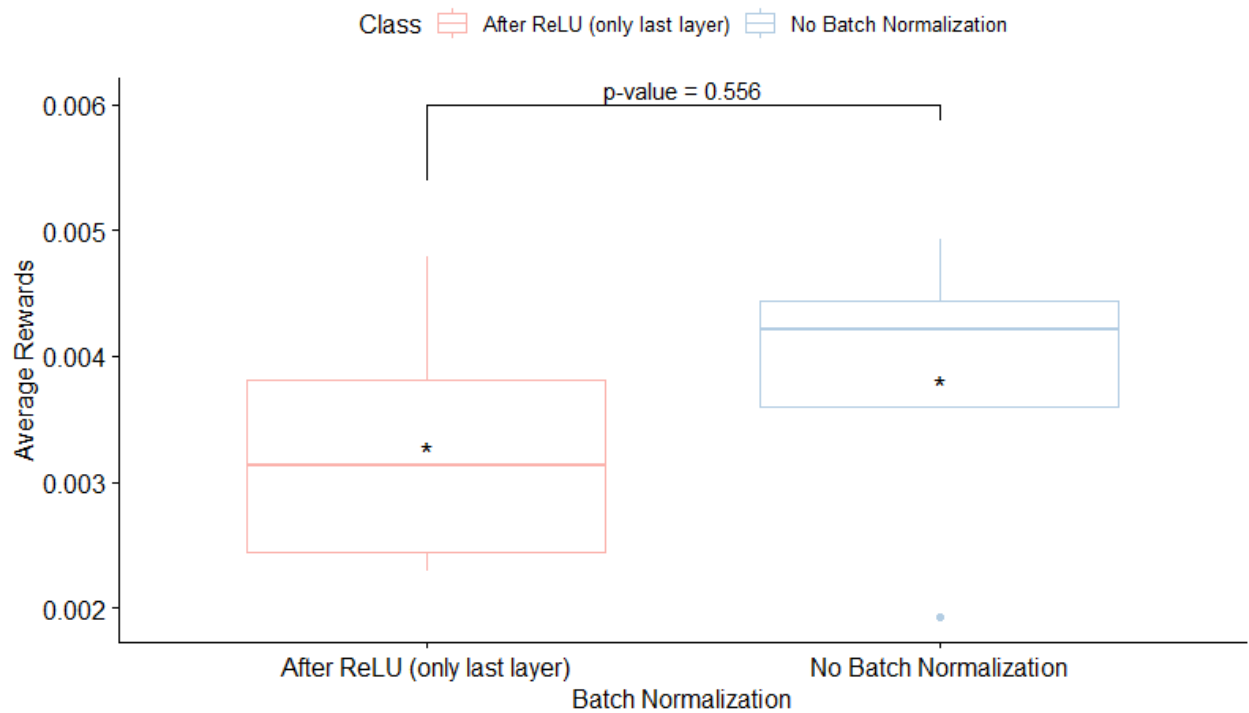 Class After ReLU (only last layer) No Batch Normalization
p-value = 0.556
0.006
0.005
0.004
0.003
0.002
Average Rewards
*
*
After ReLU (only last layer) No Batch Normalization
Batch Normalization